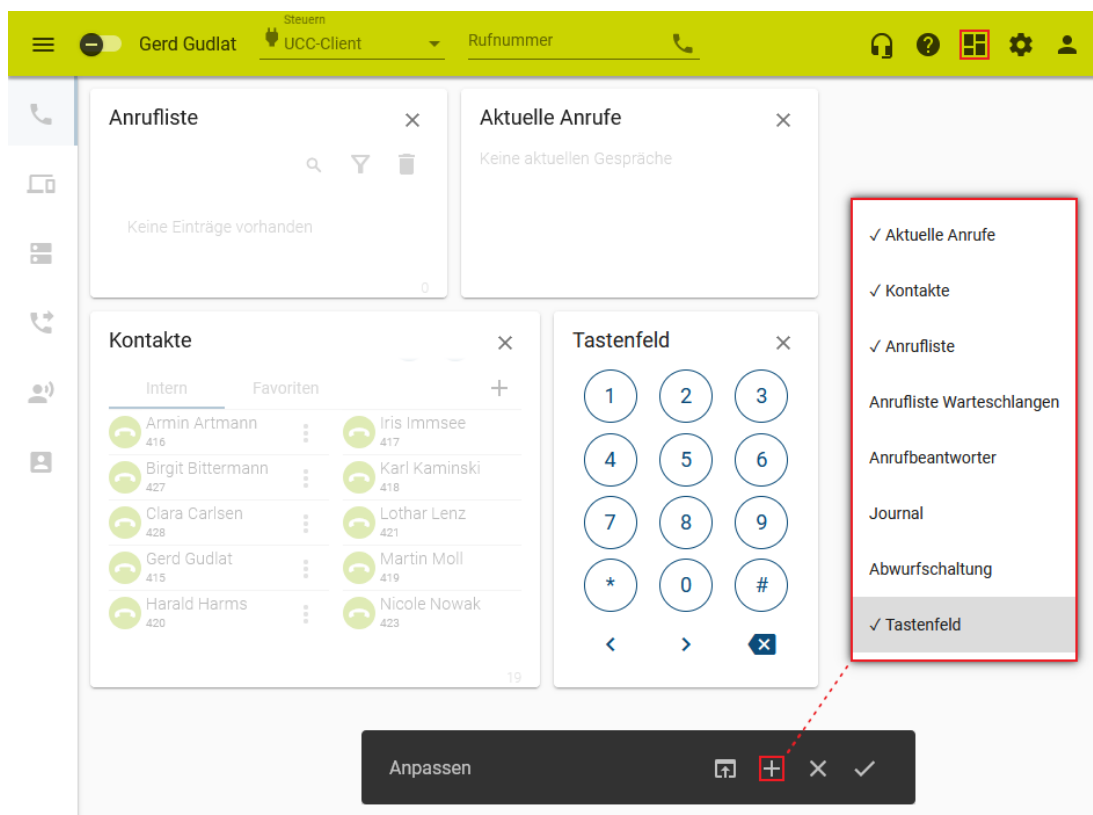 Steuern
Gerd Gudlat
UCC-Client
Rufnummer
Anrufliste
Aktuelle Anrufe
Keine aktuellen Gespräche
Keine Einträge vorhanden
0
Kontakte
Intern
Favoriten
Armin Artmann
416
Iris Immsee
417
Birgit Bittermann
427
Karl Kaminski
418
Clara Carlsen
428
Lothar Lenz
421
Gerd Gudlat
415
Martin Moll
419
Harald Harms
420
Nicole Nowak
423
19
Tastenfeld
1 2 3
4 5 6
7 8 9
* 0 #
✓ Aktuelle Anrufe
✓ Kontakte
✓ Anrufliste
Anrufliste Warteschlangen
Anrufbeantworter
Journal
Abwurfschaltung
✓ Tastenfeld
Anpassen